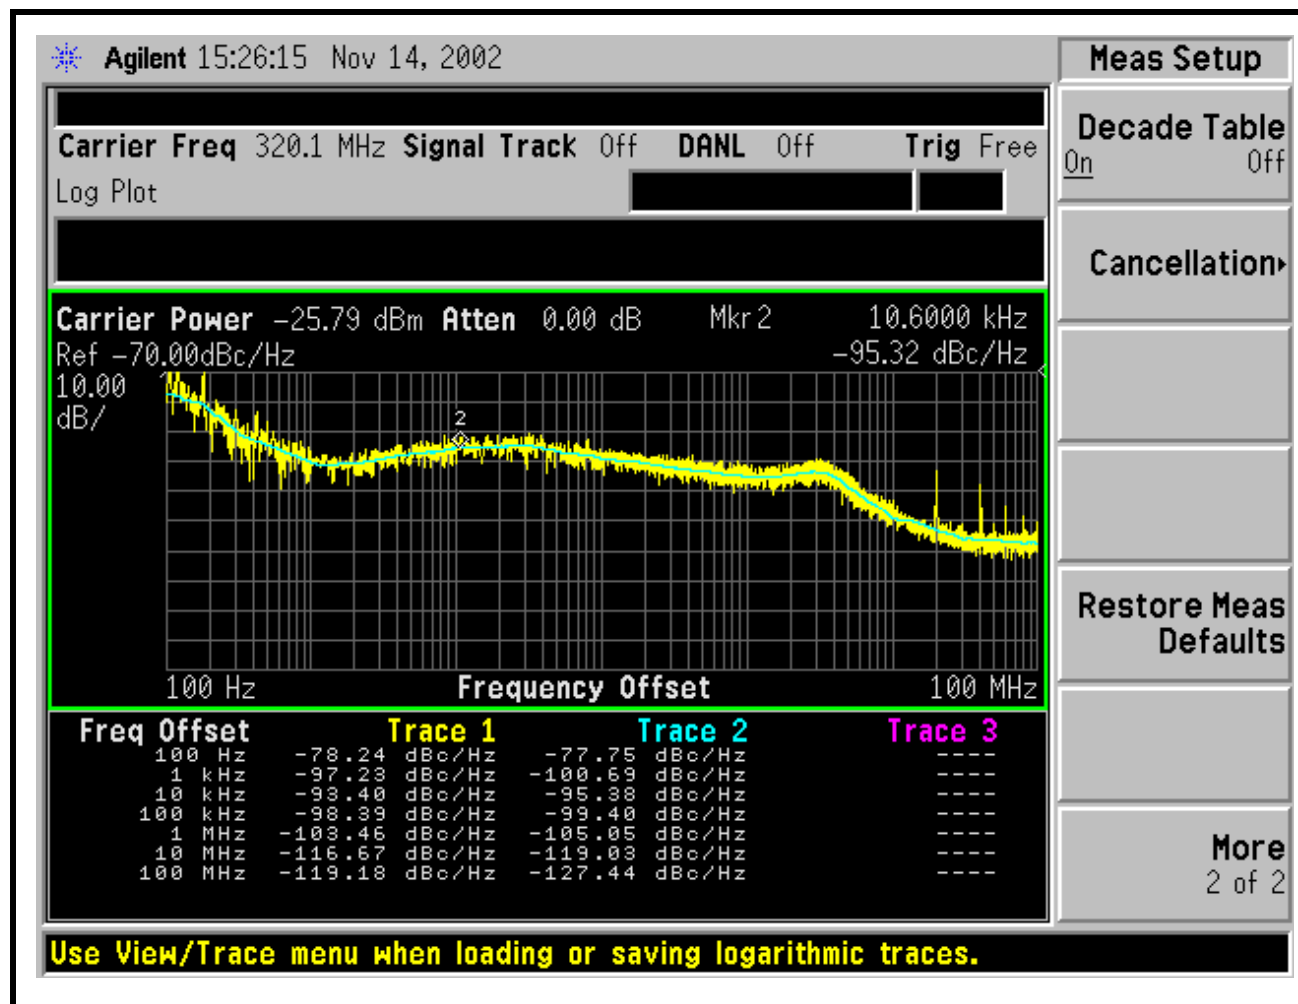 Agilent 15:26:15 Nov 14, 2002
Meas Setup
Carrier Freq 320.1 MHz Signal Track Off DANL Off Trig Free
Log Plot
Decade Table
On Off
Cancellation
Carrier Power -25.79 dBm Atten 0.00 dB Mkr 2 10.6000 kHz
Ref -70.00dBc/Hz -95.32 dBc/Hz
10.00
dB/
2
100 Hz Frequency Offset 100 MHz
Restore Meas
Defaults
Freq Offset Trace 1 Trace 2 Trace 3
100 Hz -78.24 dBc/Hz -77.75 dBc/Hz ----
1 kHz -97.23 dBc/Hz -100.69 dBc/Hz ----
10 kHz -93.40 dBc/Hz -95.38 dBc/Hz ----
100 kHz -98.39 dBc/Hz -99.40 dBc/Hz ----
1 MHz -103.46 dBc/Hz -105.05 dBc/Hz ----
10 MHz -116.67 dBc/Hz -119.03 dBc/Hz ----
100 MHz -119.18 dBc/Hz -127.44 dBc/Hz ----
More
2 of 2
Use View/Trace menu when loading or saving logarithmic traces.